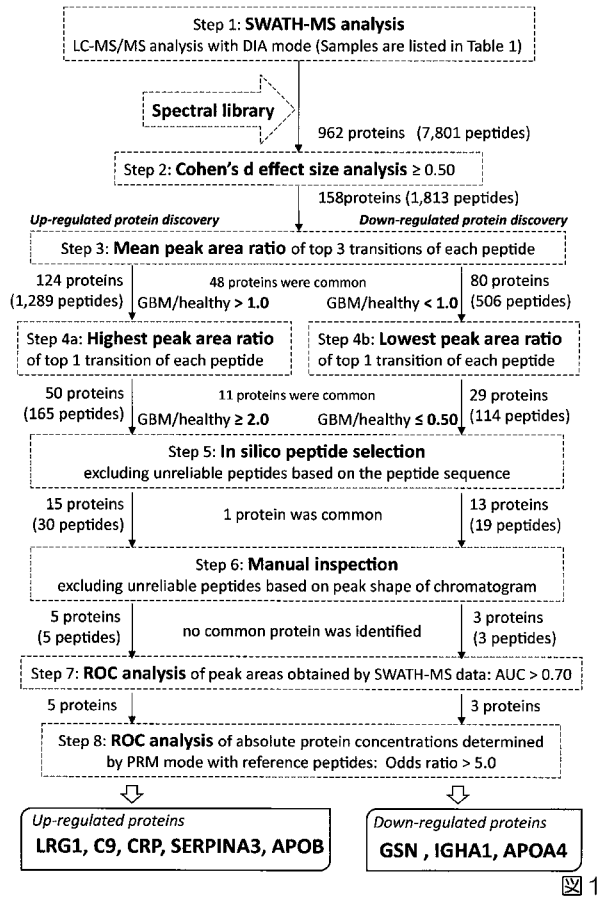 Step 1: SWATH-MS analysis
LC-MS/MS analysis with DIA mode (Samples are listed in Table 1)
Spectral library
962 proteins (7,801 peptides)
Step 2: Cohen's d effect size analysis ≥ 0.50
158proteins (1,813 peptides)
Up-regulated protein discovery
Down-regulated protein discovery
Step 3: Mean peak area ratio of top 3 transitions of each peptide
124 proteins
(1,289 peptides)
48 proteins were common
GBM/healthy > 1.0
GBM/healthy < 1.0
80 proteins
(506 peptides)
Step 4a: Highest peak area ratio
of top 1 transition of each peptide
Step 4b: Lowest peak area ratio
of top 1 transition of each peptide
50 proteins
(165 peptides)
11 proteins were common
GBM/healthy ≥ 2.0
GBM/healthy ≤ 0.50
29 proteins
(114 peptides)
Step 5: In silico peptide selection
excluding unreliable peptides based on the peptide sequence
15 proteins
(30 peptides)
1 protein was common
13 proteins
(19 peptides)
Step 6: Manual inspection
excluding unreliable peptides based on peak shape of chromatogram
5 proteins
(5 peptides)
no common protein was identified
3 proteins
(3 peptides)
Step 7: ROC analysis of peak areas obtained by SWATH-MS data: AUC > 0.70
5 proteins
3 proteins
Step 8: ROC analysis of absolute protein concentrations determined
by PRM mode with reference peptides: Odds ratio > 5.0
Up-regulated proteins
LRG1, C9, CRP, SERPINA3, APOB
Down-regulated proteins
GSN , IGHA1, APOA4
図1